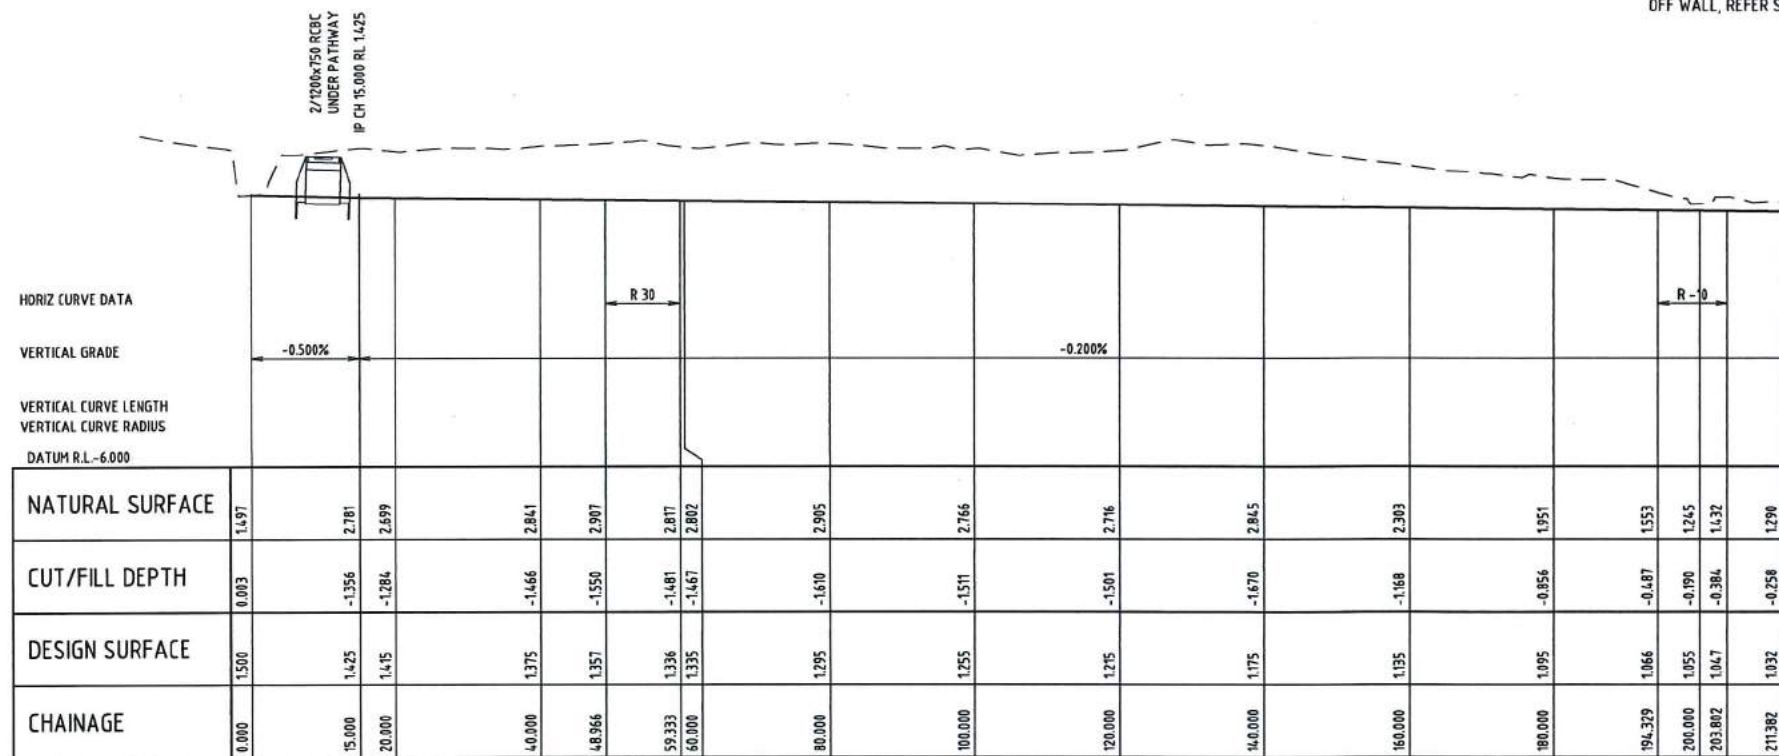 OFF WALL, REFER S
2/1200x750 RCBC
UNDER PATHWAY
IP CH 15.000 RL 1.425
HORIZ CURVE DATA
R 30
R -10
VERTICAL GRADE
-0.500%
-0.200%
VERTICAL CURVE LENGTH
VERTICAL CURVE RADIUS
DATUM R.L.-6.000
NATURAL SURFACE 1.497 2.781 2.699 2.841 2.907 2.817 2.802 2.905 2.766 2.716 2.845 2.303 1.951 1.553 1.245 1.432 1.290
CUT/FILL DEPTH 0.003 -1.356 -1.284 -1.466 -1.550 -1.481 -1.467 -1.610 -1.511 -1.501 -1.670 -1.168 -0.856 -0.487 -0.190 -0.384 -0.258
DESIGN SURFACE 1.500 1.425 1.415 1.375 1.357 1.336 1.335 1.295 1.255 1.215 1.175 1.135 1.095 1.066 1.055 1.047 1.032
CHAINAGE 0.000 15.000 20.000 40.000 48.966 59.333 60.000 80.000 100.000 120.000 140.000 160.000 180.000 194.329 200.000 203.802 211.382